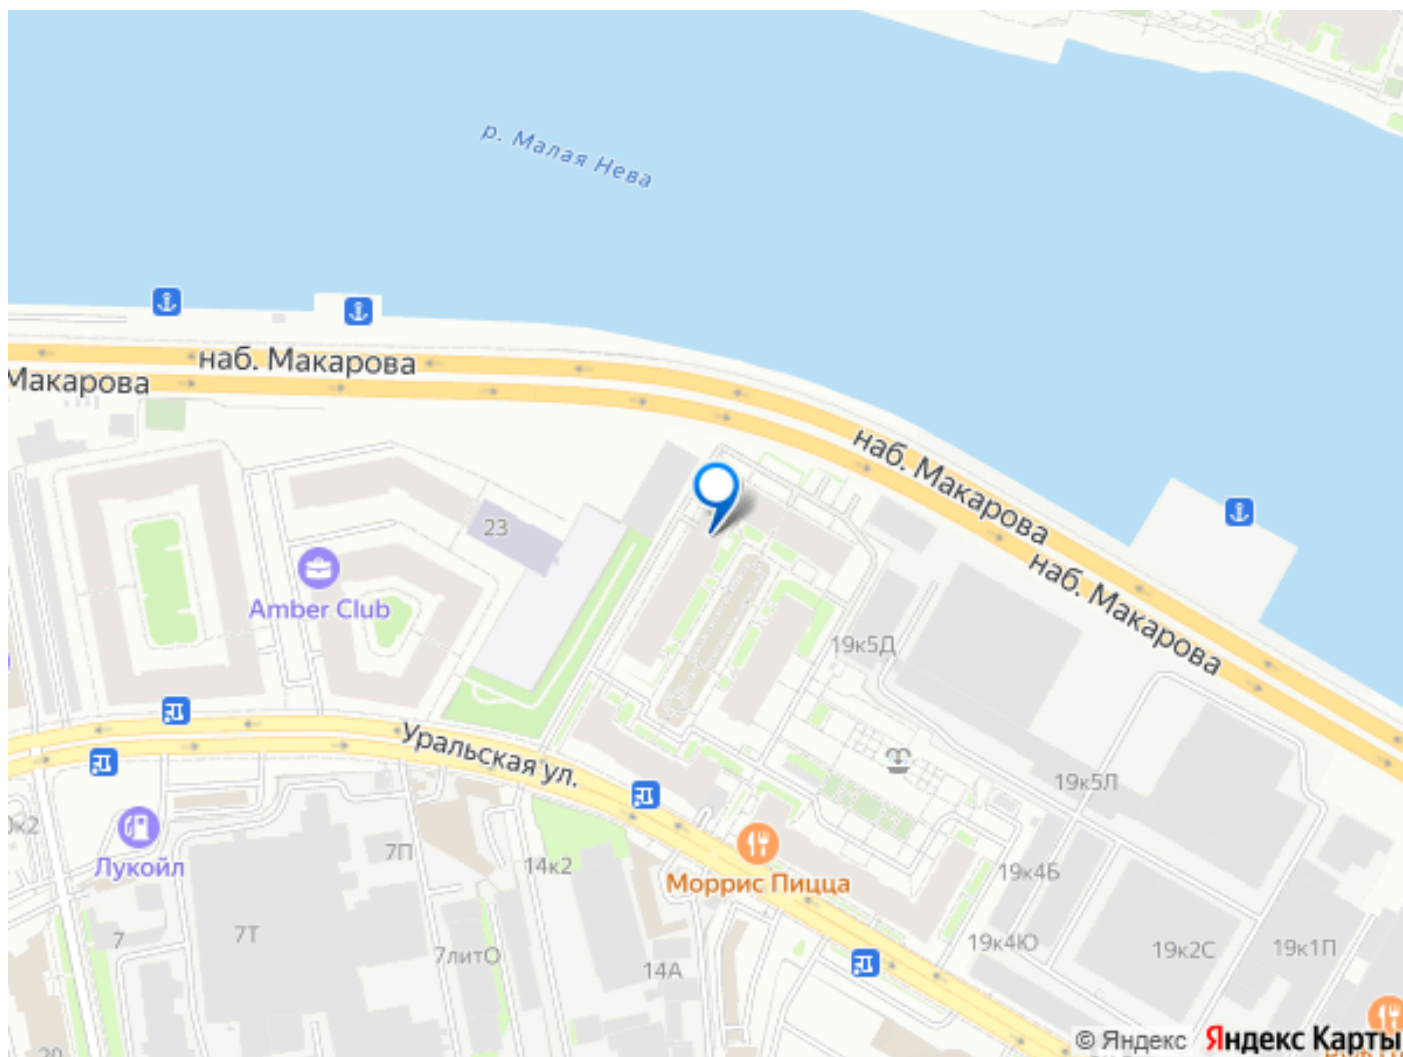 р. Малая Нева
наб. Макарова
Макарова
наб. Макарова
наб. Макарова
23
Amber Club
19к5Д
Уральская ул.
19к5Л
Лукойл
7П
14к2
Моррис Пицца
19к4Б
7
7Т
7литО
14А
19к4Ю
19к2С
19к1П
© Яндекс Яндекс Карты